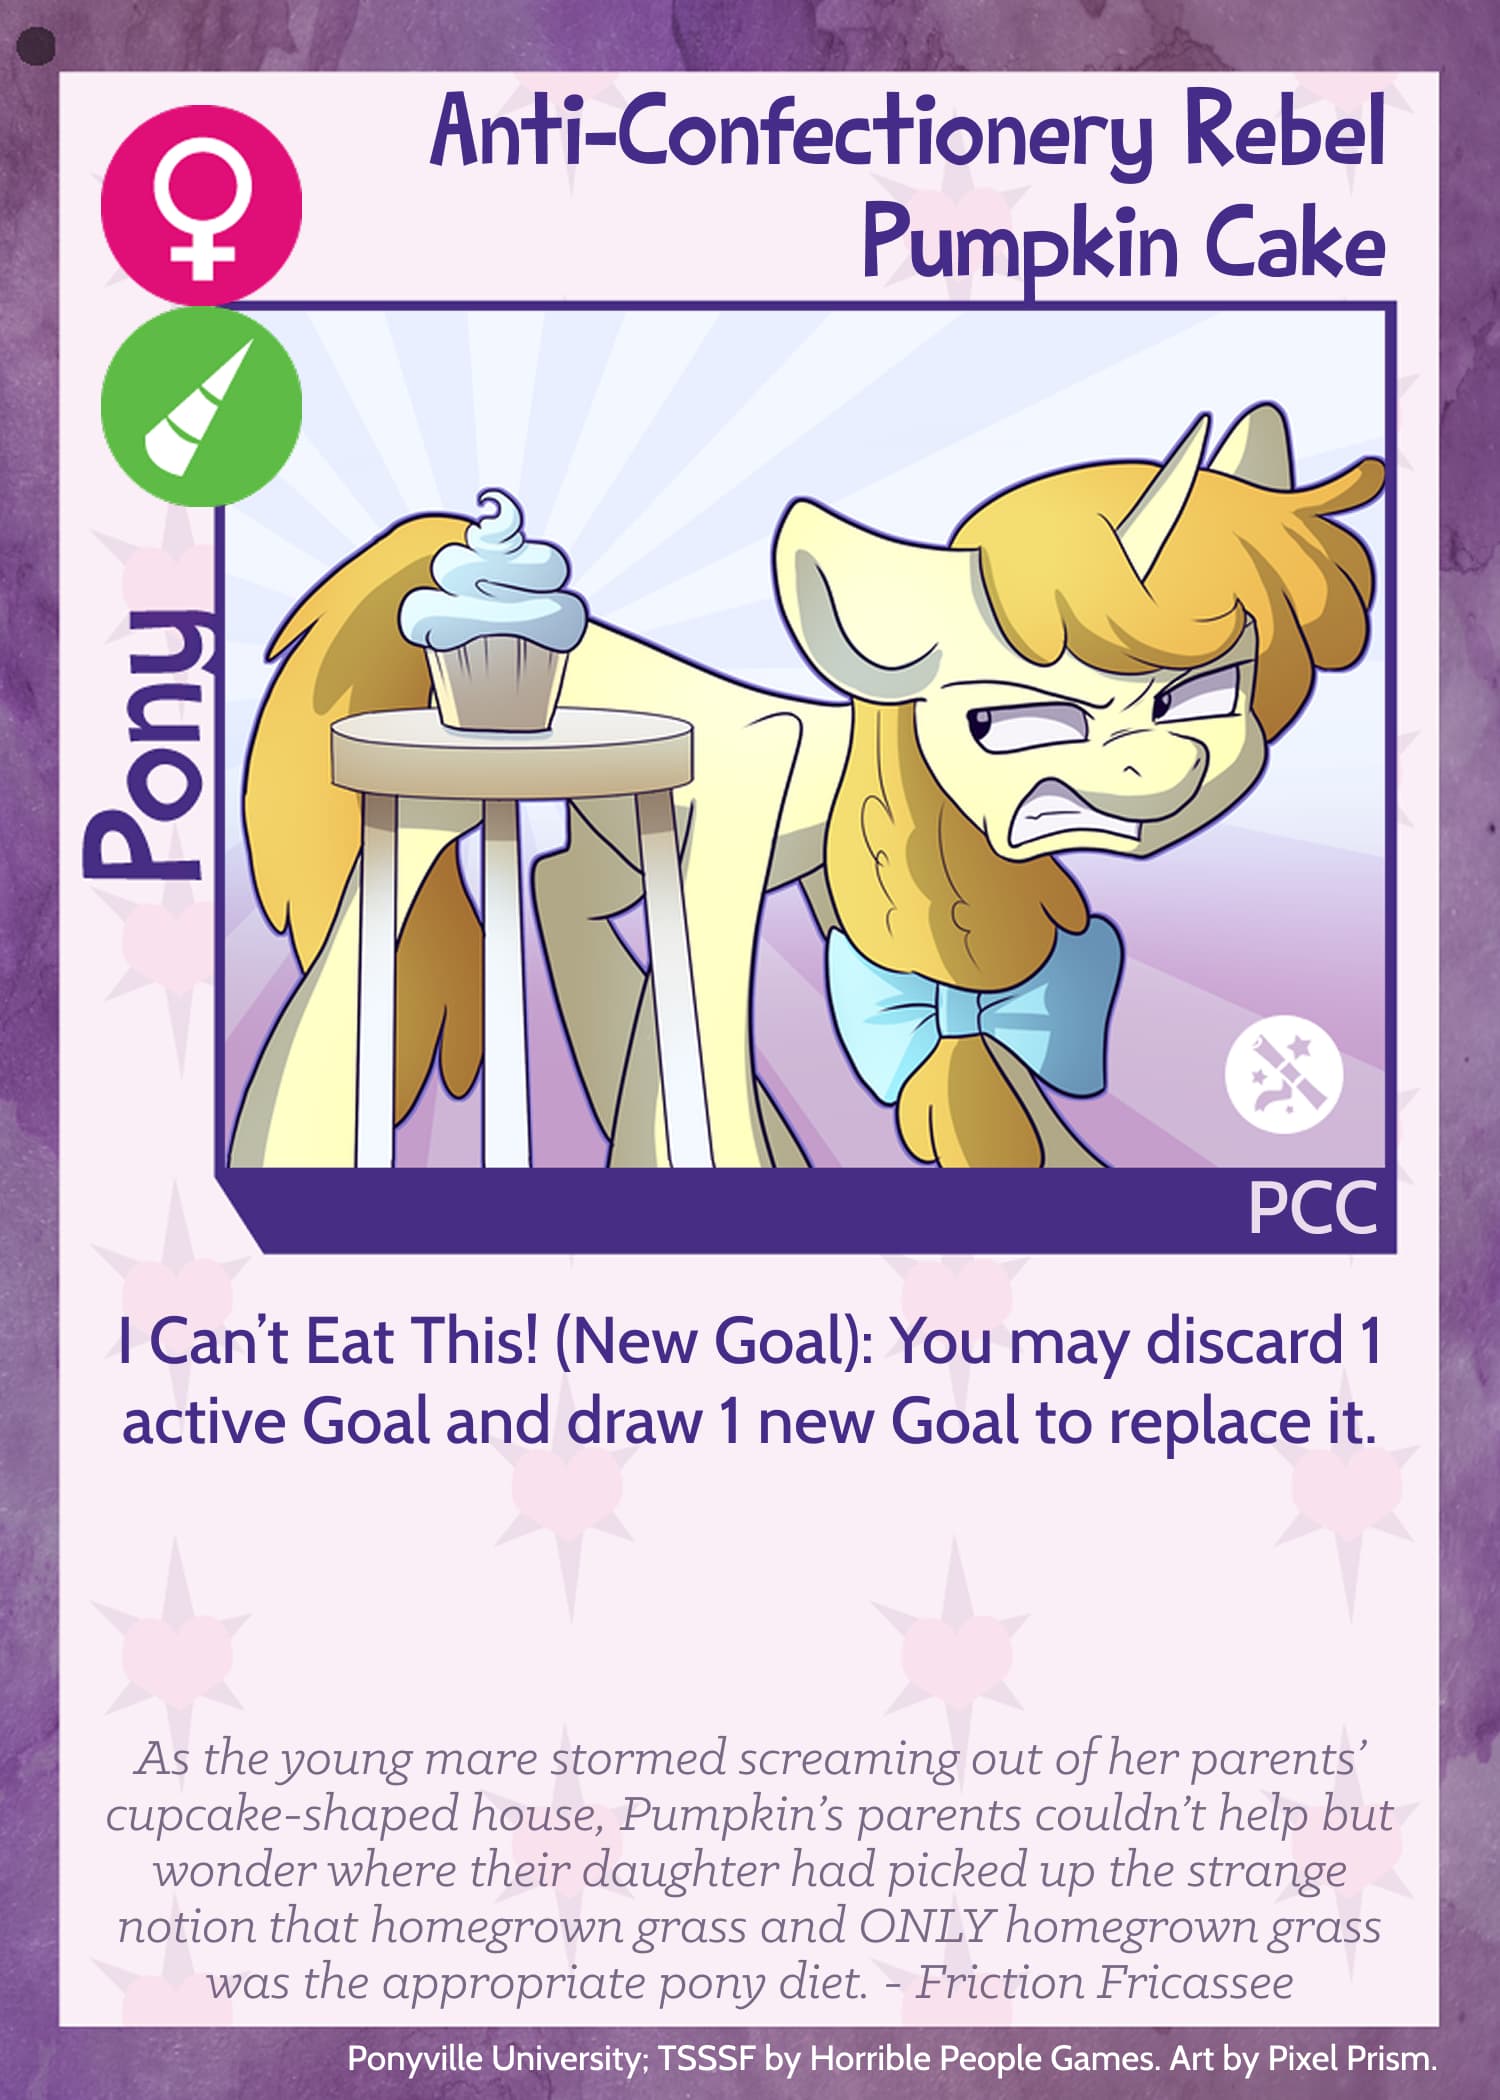 Anti-Confectionery Rebel
Pumpkin Cake
Pony
PCC
I Can't Eat This! (New Goal): You may discard 1
active Goal and draw 1 new Goal to replace it.
As the young mare stormed screaming out of her parents'
cupcake-shaped house, Pumpkin's parents couldn't help but
wonder where their daughter had picked up the strange
notion that homegrown grass and ONLY homegrown grass
was the appropriate pony diet. - Friction Fricassee
Ponyville University; TSSSF by Horrible People Games. Art by Pixel Prism.